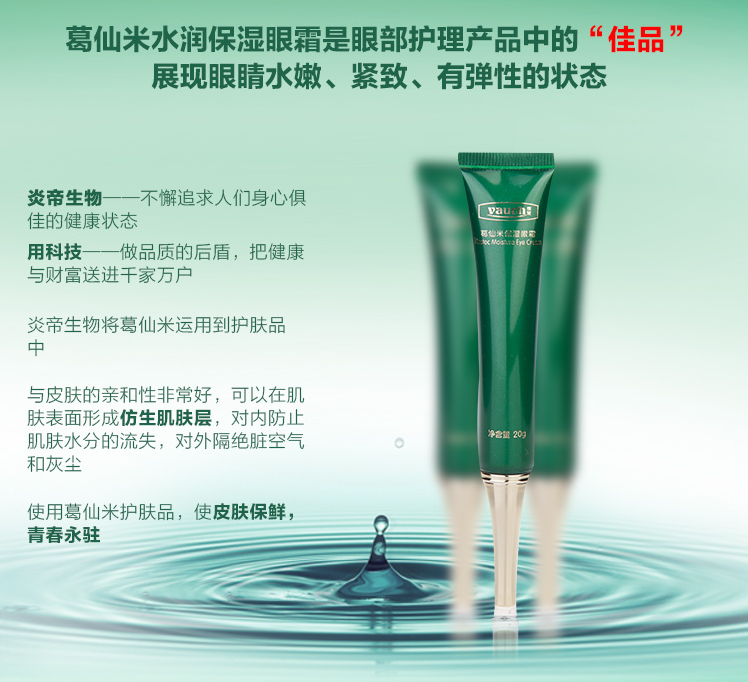 葛仙米水润保湿眼霜是眼部护理产品中的“佳品”
展现眼睛水嫩、紧致、有弹性的状态
炎帝生物——不懈追求人们身心俱
佳的健康状态
用科技——做品质的后盾，把健康
与财富送进千家万户
炎帝生物将葛仙米运用到护肤品
中
与皮肤的亲和性非常好，可以在肌
肤表面形成仿生肌肤层，对内防止
肌肤水分的流失，对外隔绝脏空气
和灰尘
使用葛仙米护肤品，使皮肤保鲜，
青春永驻
葛仙米保湿眼霜
Moisture Eye Cream
净含量 20g